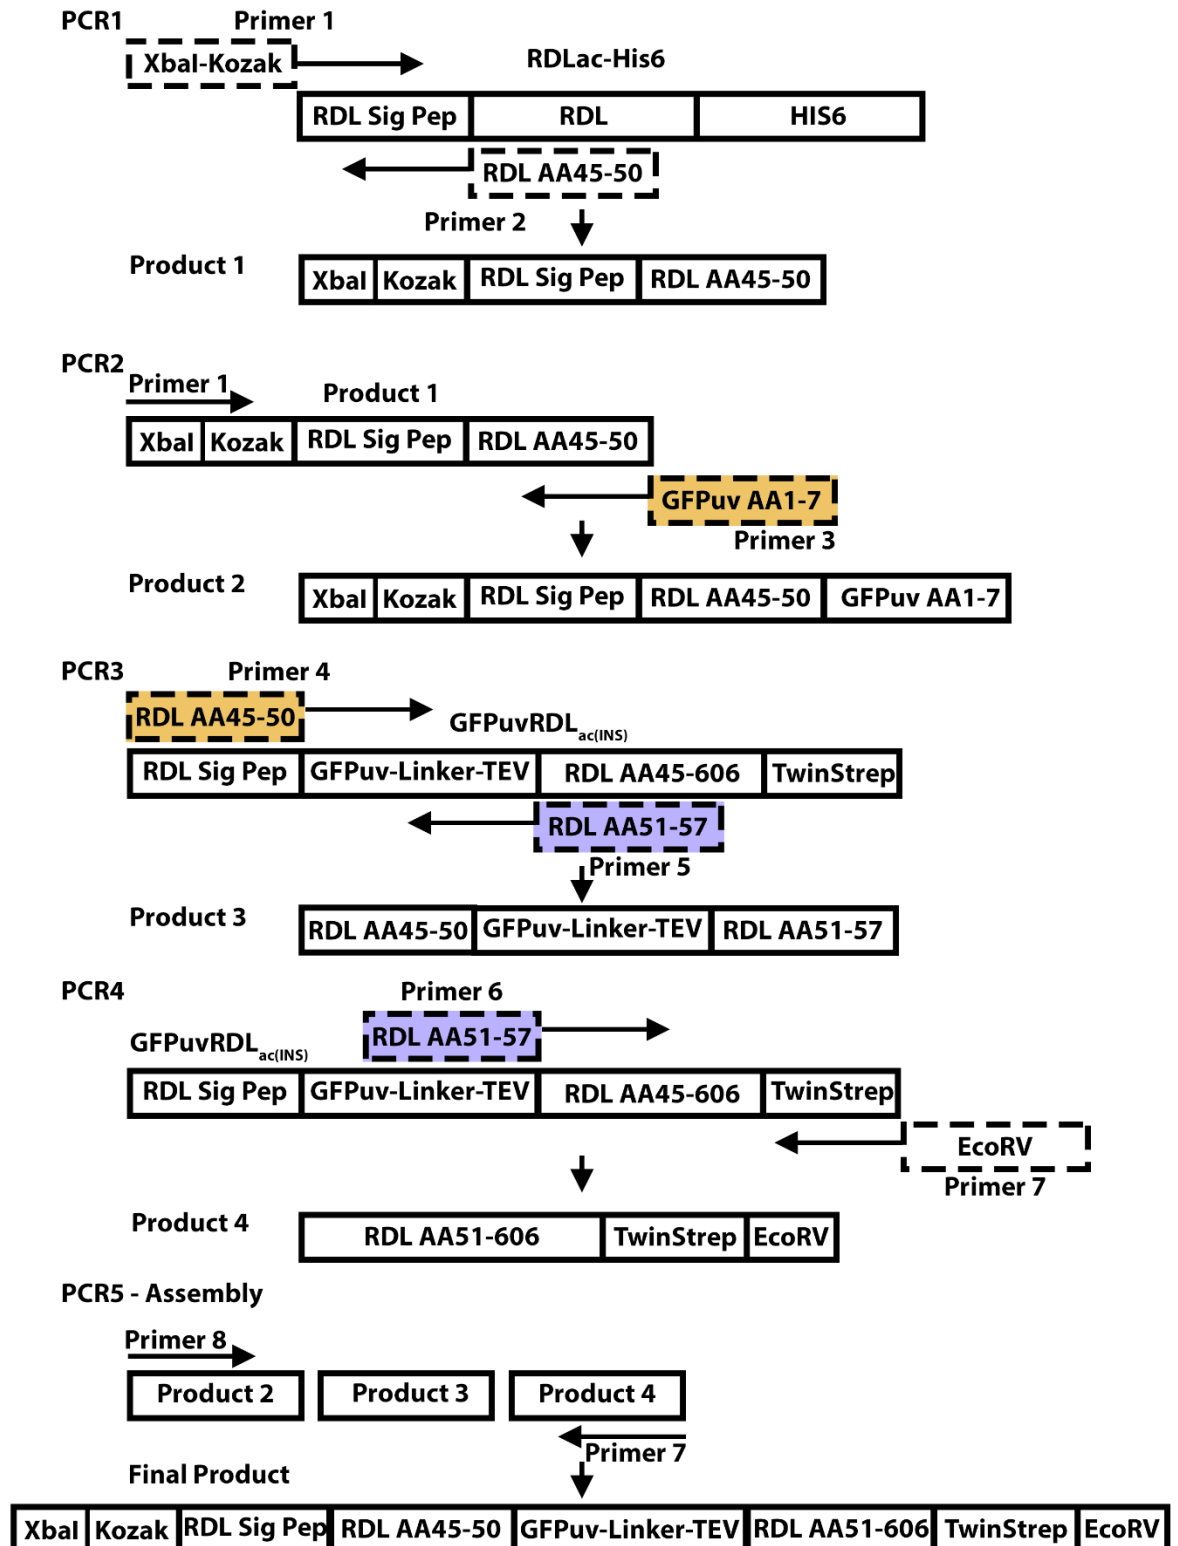 PCR1
Primer 1
XbaI-Kozak
RDLac-His6
RDL Sig Pep
RDL
HIS6
RDL AA45-50
Primer 2
Product 1
XbaI
Kozak
RDL Sig Pep
RDL AA45-50
PCR2
Primer 1
Product 1
XbaI
Kozak
RDL Sig Pep
RDL AA45-50
GFPuv AA1-7
Primer 3
Product 2
XbaI
Kozak
RDL Sig Pep
RDL AA45-50
GFPuv AA1-7
PCR3
Primer 4
RDL AA45-50
GFPuvRDLac(INS)
RDL Sig Pep
GFPuv-Linker-TEV
RDL AA45-606
TwinStrep
RDL AA51-57
Primer 5
Product 3
RDL AA45-50
GFPuv-Linker-TEV
RDL AA51-57
PCR4
Primer 6
RDL AA51-57
GFPuvRDLac(INS)
RDL Sig Pep
GFPuv-Linker-TEV
RDL AA45-606
TwinStrep
EcoRV
Primer 7
Product 4
RDL AA51-606
TwinStrep
EcoRV
PCR5 - Assembly
Primer 8
Product 2
Product 3
Product 4
Primer 7
Final Product
XbaI
Kozak
RDL Sig Pep
RDL AA45-50
GFPuv-Linker-TEV
RDL AA51-606
TwinStrep
EcoRV